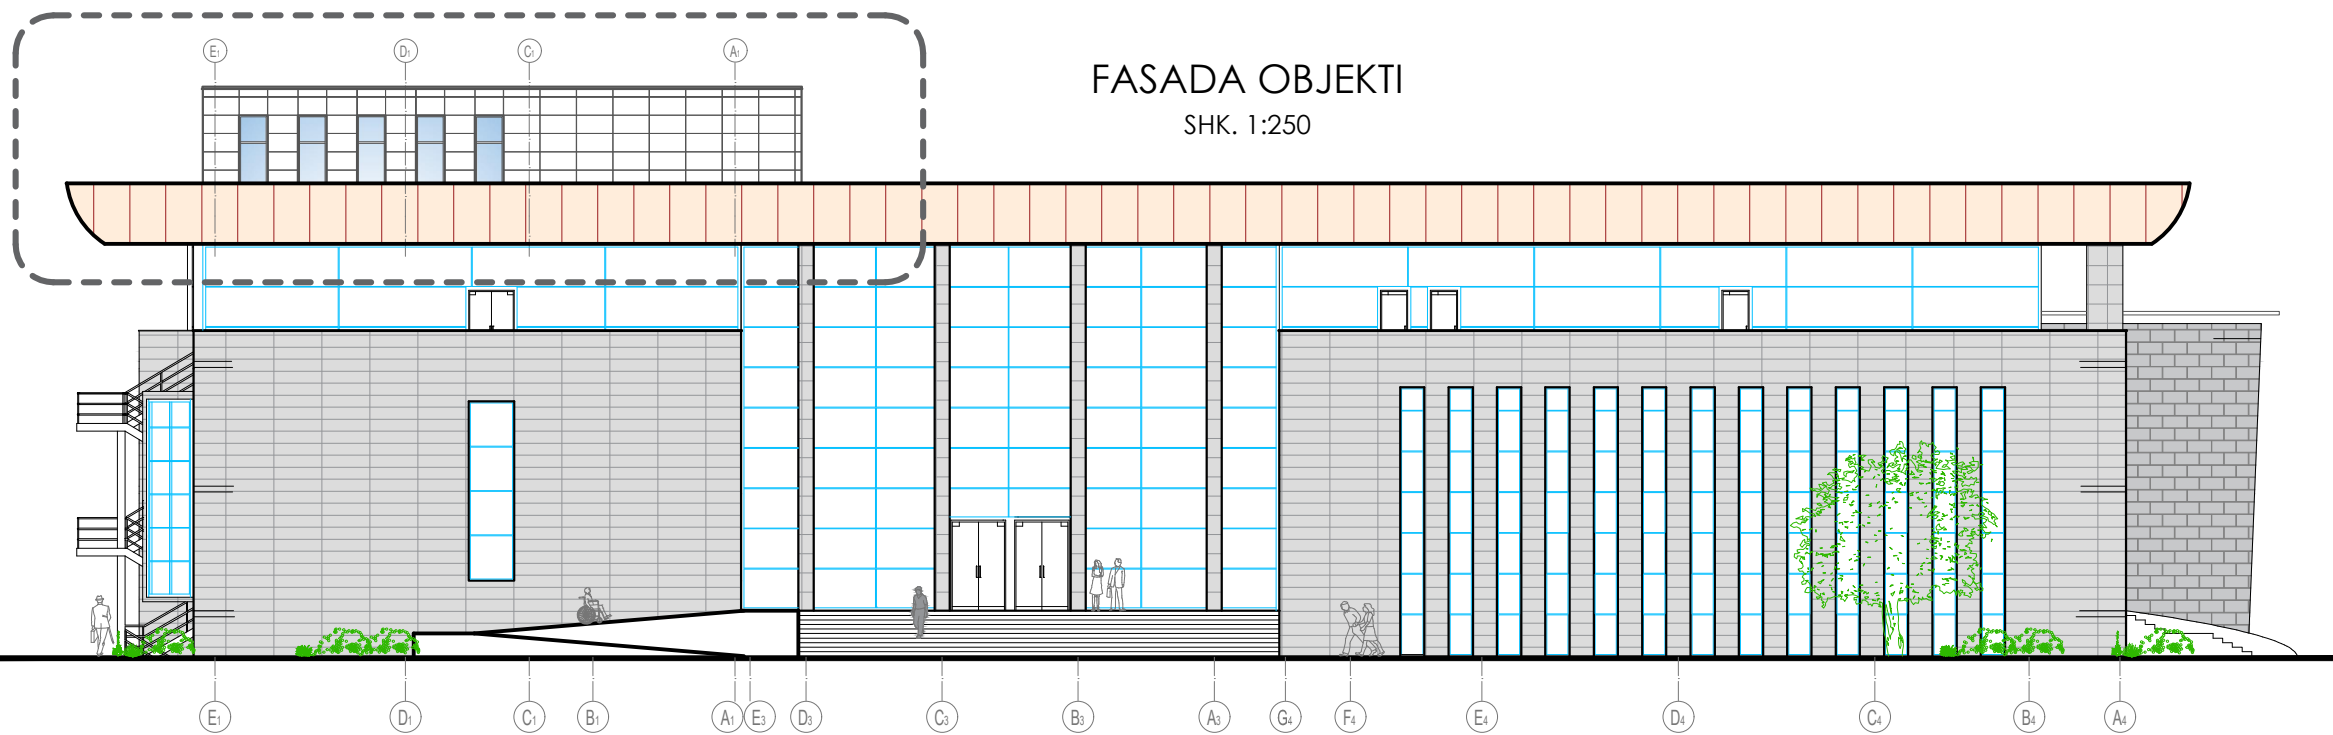 E1 D1 C1 A1
FASADA OBJEKTI
SHK. 1:250
E1 D1 C1 B1 A1 E3 D3 C3 B3 A3 G4 F4 E4 D4 C4 B4 A4